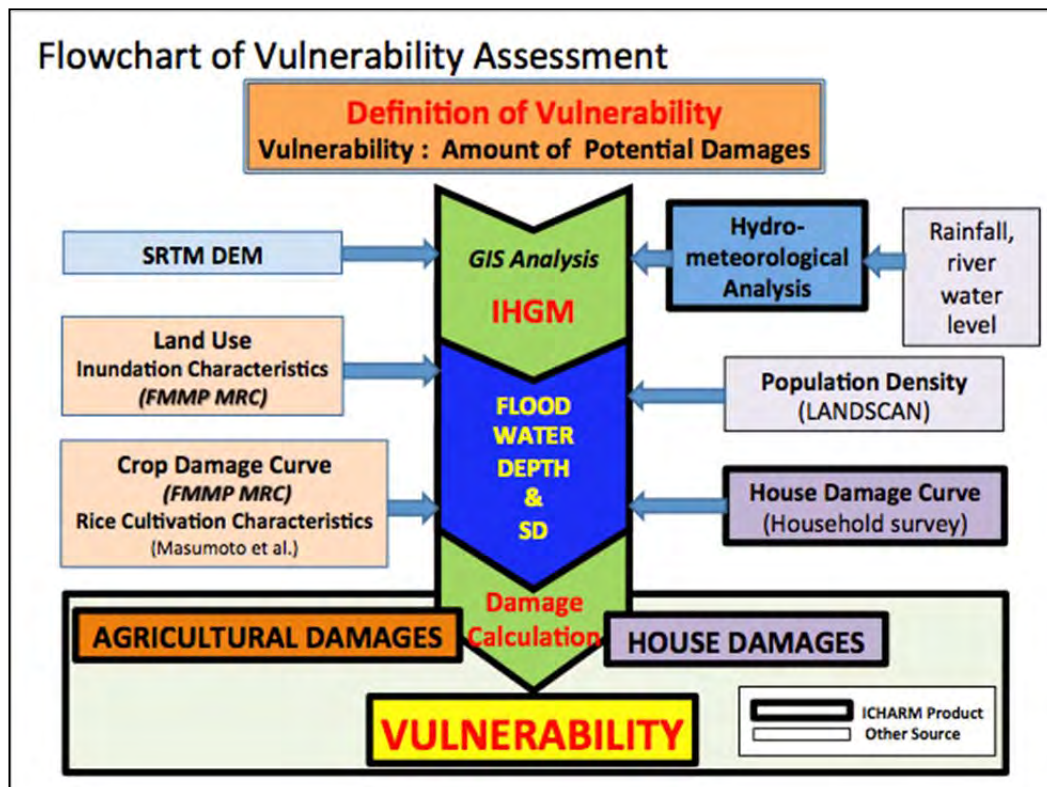 Flowchart of Vulnerability Assessment
Definition of Vulnerability
Vulnerability : Amount of Potential Damages
SRTM DEM
GIS Analysis
IHGM
Hydro-
meteorological
Analysis
Rainfall,
river
water
level
Land Use
Inundation Characteristics
(FMMP MRC)
FLOOD
WATER
DEPTH
&
SD
Population Density
(LANDSCAN)
Crop Damage Curve
(FMMP MRC)
Rice Cultivation Characteristics
(Masumoto et al.)
House Damage Curve
(Household survey)
Damage
Calculation
AGRICULTURAL DAMAGES
HOUSE DAMAGES
VULNERABILITY
ICHARM Product
Other Source